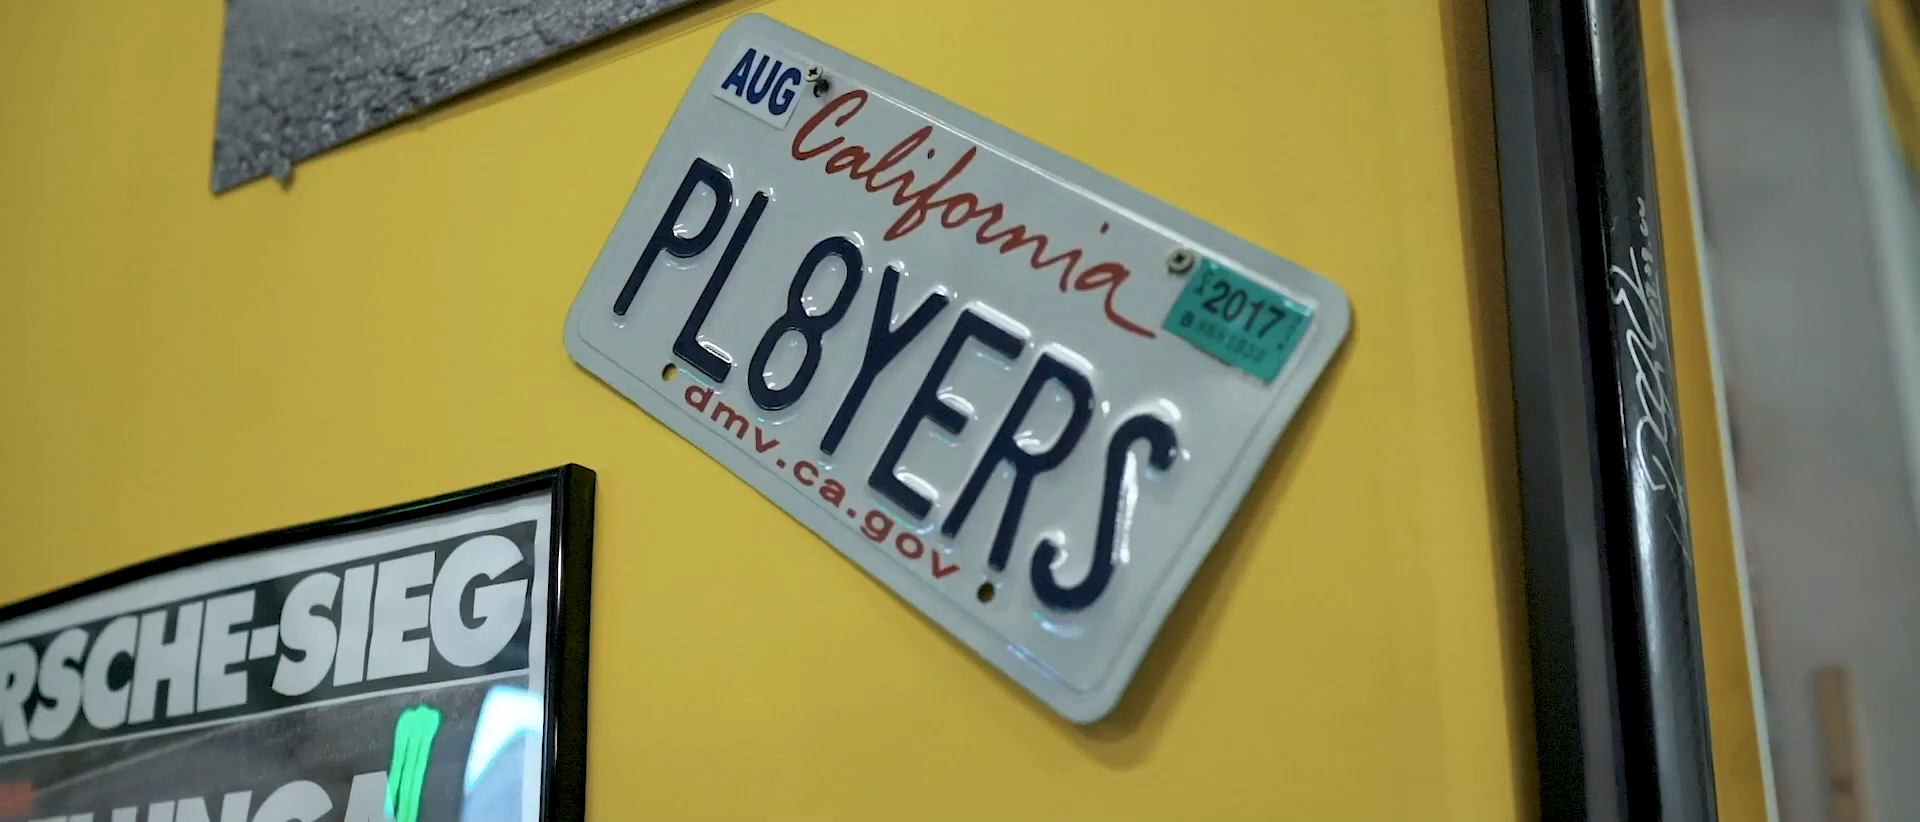 AUG
California
2017
PL8YERS
dmv.ca.gov
RSCHE-SIEG